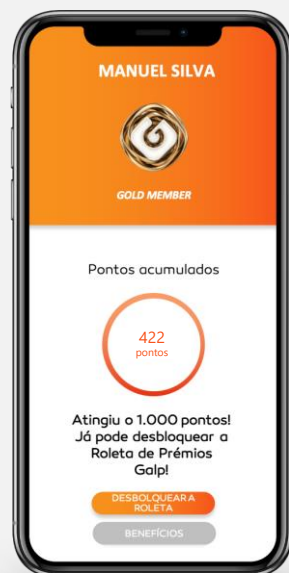 MANUEL SILVA
GOLD MEMBER
Pontos acumulados
422
pontos
Atingiu o 1.000 pontos!
Já pode desbloquear a
Roleta de Prémios
Galp!
DESBOLQUEAR A
ROLETA
BENEFÍCIOS